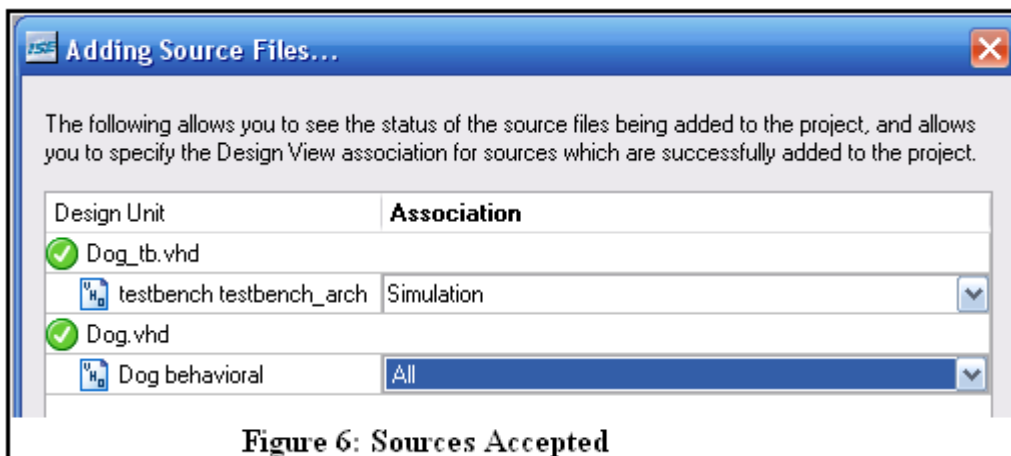 ISE Adding Source Files...
The following allows you to see the status of the source files being added to the project, and allows
you to specify the Design View association for sources which are successfully added to the project.
Design Unit Association
Dog_tb.vhd
testbench testbench_arch Simulation
Dog.vhd
Dog behavioral All
Figure 6: Sources Accepted